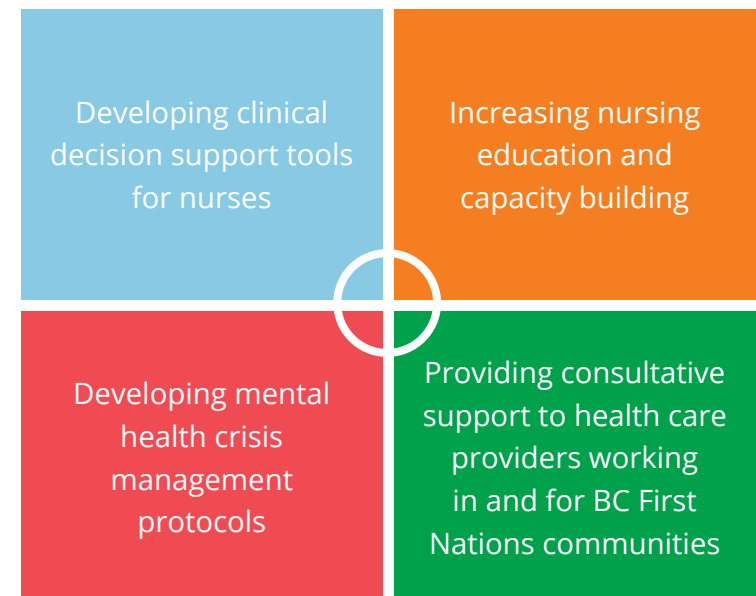 Developing clinical
decision support tools
for nurses
Increasing nursing
education and
capacity building
Developing mental
health crisis
management
protocols
Providing consultative
support to health care
providers working
in and for BC First
Nations communities